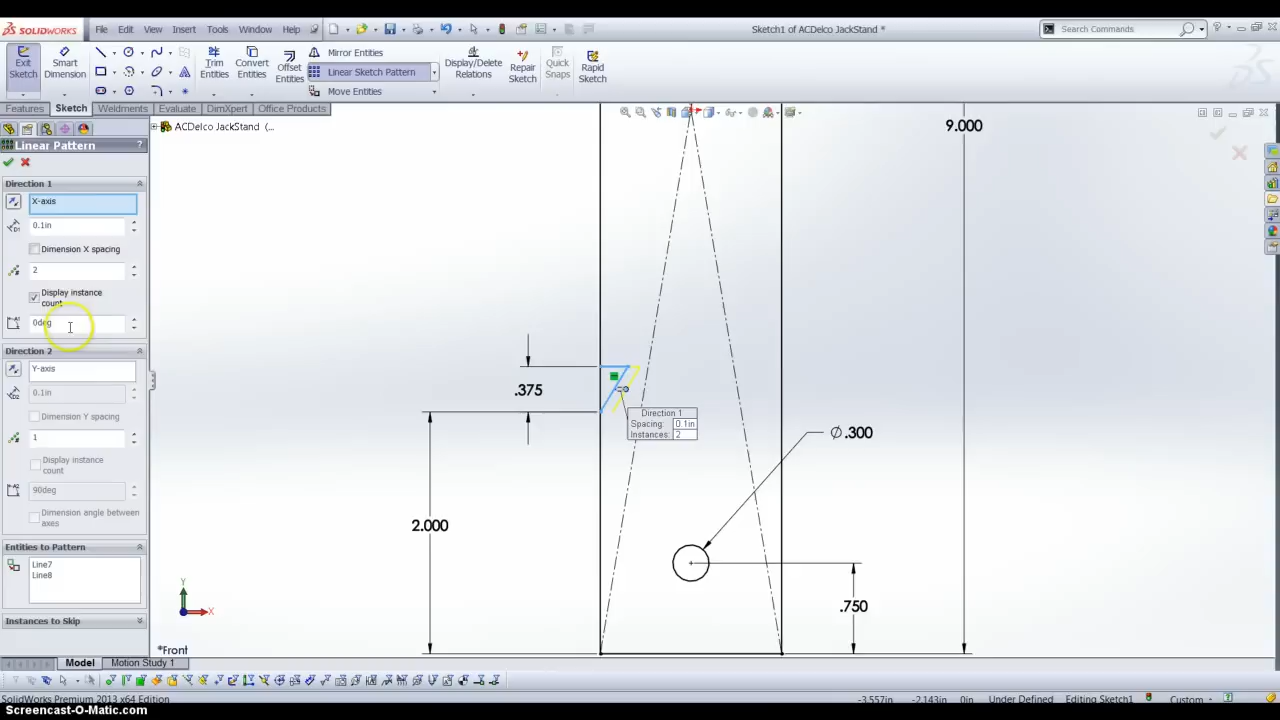 SOLIDWORKS
File Edit View Insert Tools Window Help
Sketch1 of ACDelco JackStand *
Search Commands
Exit Sketch
Smart Dimension
Trim Entities
Convert Entities
Offset Entities
Mirror Entities
Linear Sketch Pattern
Move Entities
Display/Delete Relations
Repair Sketch
Quick Snaps
Rapid Sketch
Features Sketch Weldments Evaluate DimXpert Office Products
ACDelco JackStand (...
Linear Pattern ?
Direction 1
X-axis
0.1in
Dimension X spacing
2
Display instance
count
0deg
Direction 2
Y-axis
0.1in
Dimension Y spacing
1
Display instance
count
90deg
Dimension angle between
axes
Entities to Pattern
Line7
Line8
Instances to Skip
9.000
.375
2.000
Direction 1
Spacing: 0.1in
Instances: 2
∅.300
.750
Y
X
*Front
Model Motion Study 1
SolidWorks Premium 2013 x64 Edition
-3.557in -2.143in 0in Under Defined Editing Sketch1 Custom
Screencast-O-Matic.com